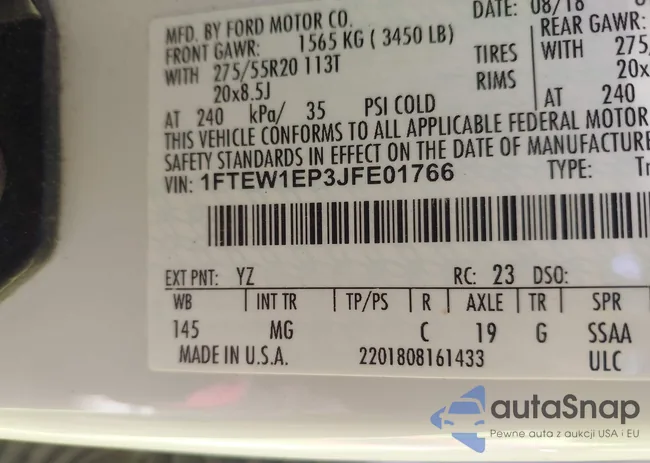 MFD. BY FORD MOTOR CO.
DATE: 08/18
FRONT GAWR: 1565 KG ( 3450 LB)
REAR GAWR:
WITH 275/55R20 113T TIRES WITH 275/
20x8.5J RIMS 20x
AT 240 kPa/ 35 PSI COLD AT 240
THIS VEHICLE CONFORMS TO ALL APPLICABLE FEDERAL MOTOR
SAFETY STANDARDS IN EFFECT ON THE DATE OF MANUFACTURE
VIN: 1FTEW1EP3JFE01766 TYPE:
EXT PNT: YZ RC: 23 DSO:
WB INT TR TP/PS R AXLE TR SPR
145 MG C 19 G SSAA
MADE IN U.S.A. 2201808161433 ULC
autaSnap
Pewne auta z aukcji USA i EU